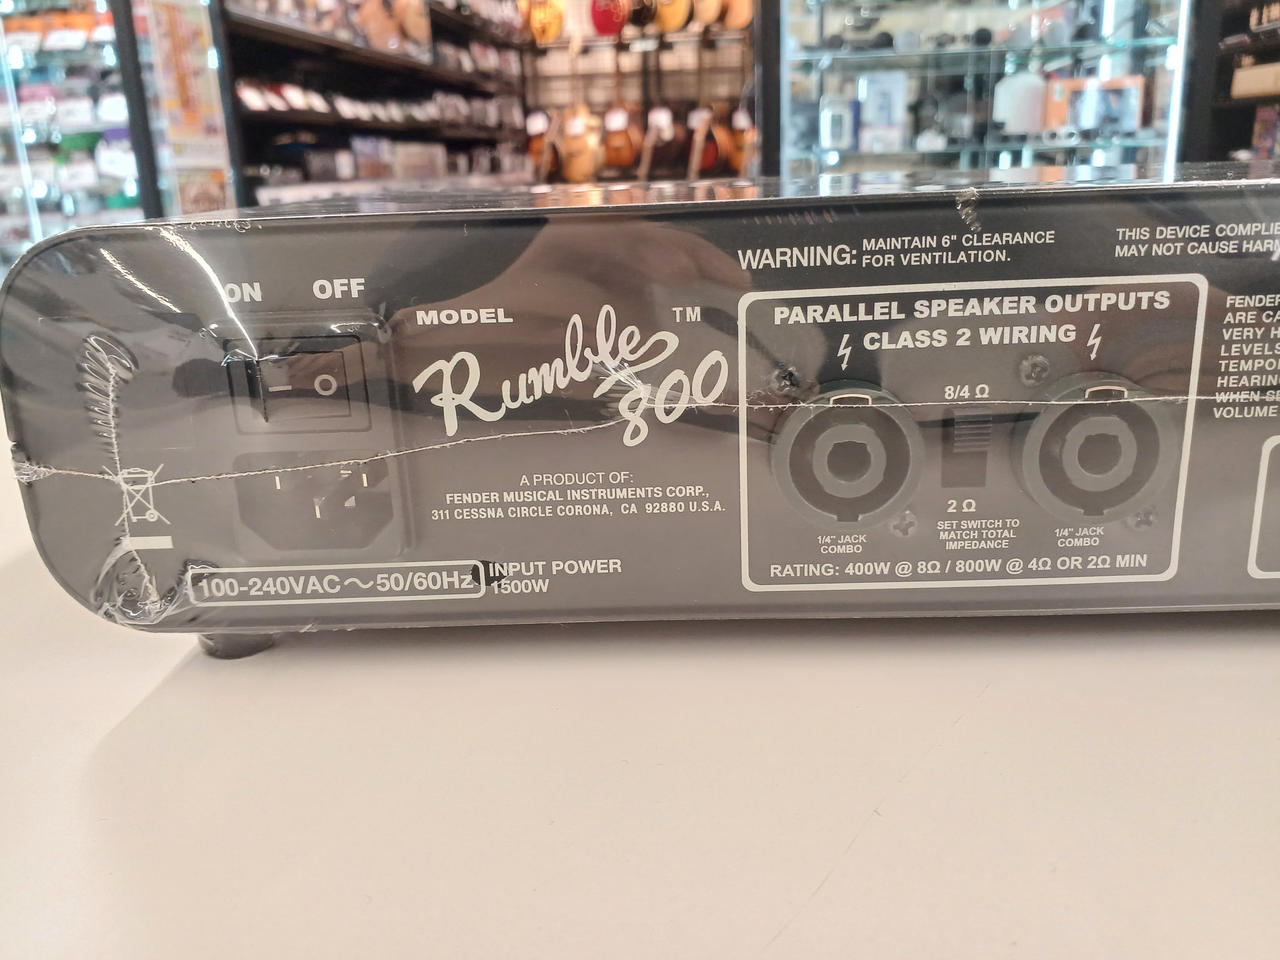 ON OFF
MODEL
Rumble™
800
A PRODUCT OF:
FENDER MUSICAL INSTRUMENTS CORP.,
311 CESSNA CIRCLE CORONA, CA 92880 U.S.A.
100-240VAC～50/60Hz
INPUT POWER
1500W
WARNING: MAINTAIN 6" CLEARANCE
FOR VENTILATION.
PARALLEL SPEAKER OUTPUTS
CLASS 2 WIRING
8/4 Ω
2 Ω
SET SWITCH TO
MATCH TOTAL
IMPEDANCE
1/4" JACK
COMBO
1/4" JACK
COMBO
RATING: 400W @ 8Ω / 800W @ 4Ω OR 2Ω MIN
THIS DEVICE COMPLIE
MAY NOT CAUSE HAR
FENDER
ARE CA
VERY H
LEVELS
TEMPO
HEARIN
WHEN SE
VOLUME